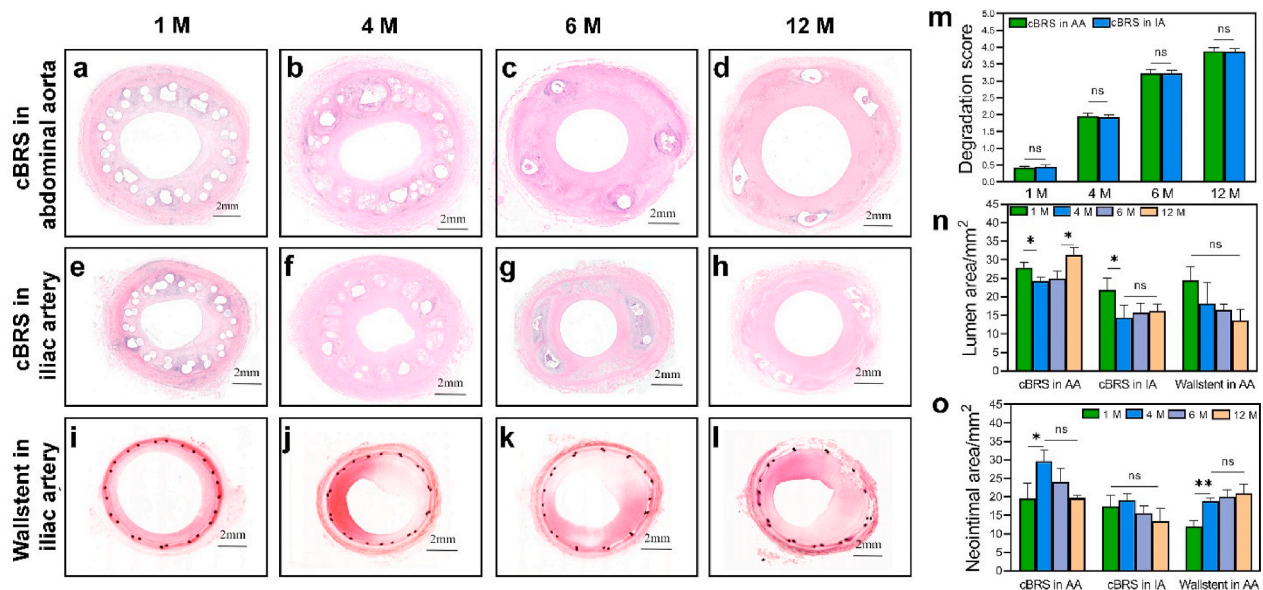 1 M
4 M
6 M
12 M
cBRS in
abdominal aorta
a
2mm
b
2mm
c
2mm
d
2mm
cBRS in
iliac artery
e
2mm
f
2mm
g
2mm
h
2mm
Wallstent in
iliac artery
i
2mm
j
2mm
k
2mm
l
2mm
m
Degradation score
5.0
4.5
4.0
3.5
3.0
2.5
2.0
1.5
1.0
0.5
0.0
cBRS in AA
cBRS in IA
ns
ns
ns
ns
1 M
4 M
6 M
12 M
n
Lumen area/mm²
45
40
35
30
25
20
15
10
5
0
1 M
4 M
6 M
12 M
*
*
*
ns
ns
cBRS in AA
cBRS in IA
Wallstent in AA
o
Neointimal area/mm²
45
40
35
30
25
20
15
10
5
0
1 M
4 M
6 M
12 M
*
ns
ns
**
ns
cBRS in AA
cBRS in IA
Wallstent in AA